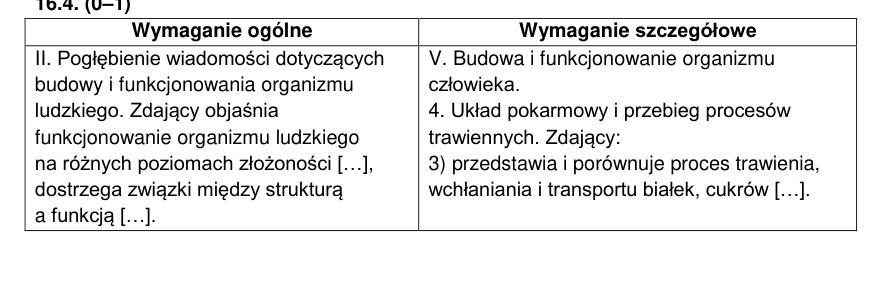 16.4. (0–1)
Wymaganie ogólne
Wymaganie szczegółowe
II. Pogłębienie wiadomości dotyczących
budowy i funkcjonowania organizmu
ludzkiego. Zdający objaśnia
funkcjonowanie organizmu ludzkiego
na różnych poziomach złożoności […],
dostrzega związki między strukturą
a funkcją […].
V. Budowa i funkcjonowanie organizmu
człowieka.
4. Układ pokarmowy i przebieg procesów
trawiennych. Zdający:
3) przedstawia i porównuje proces trawienia,
wchłaniania i transportu białek, cukrów […].